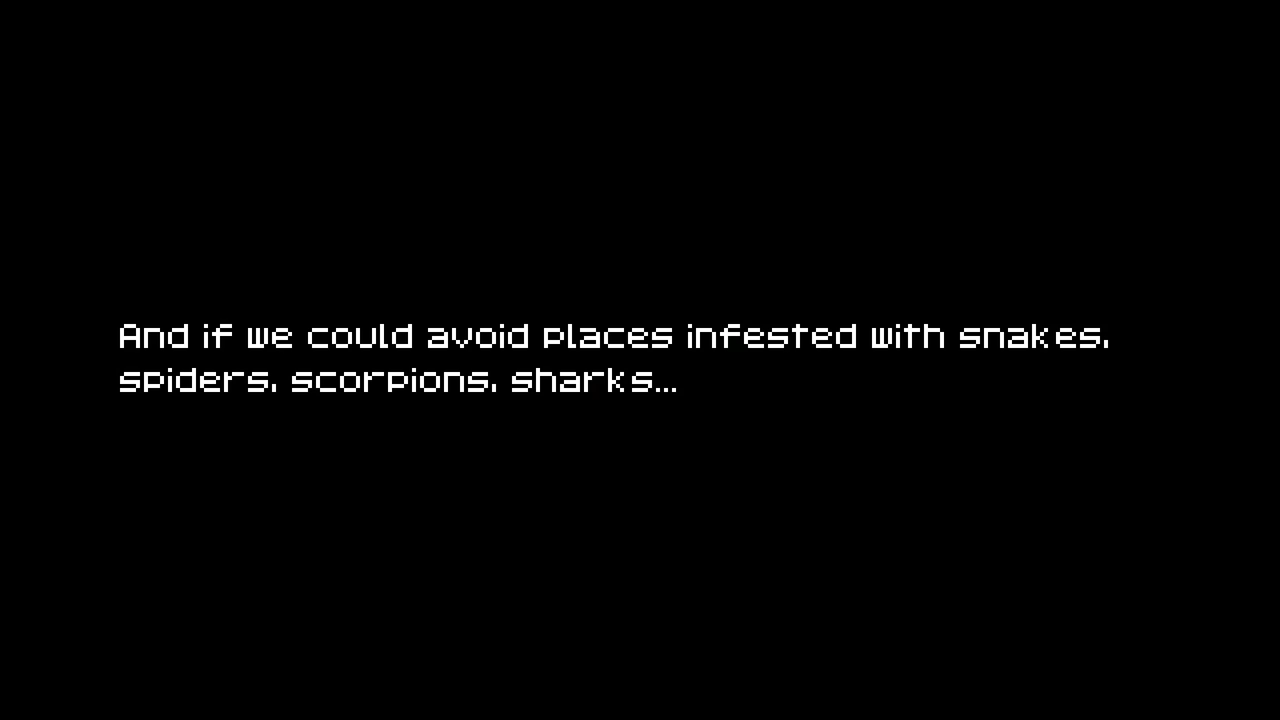 And if we could avoid places infested with snakes,
spiders, scorpions, sharks...